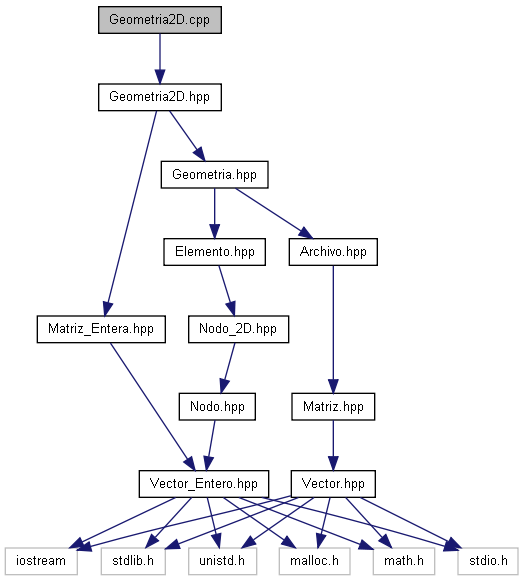 Geometria2D.cpp
Geometria2D.hpp
Geometria.hpp
Elemento.hpp
Archivo.hpp
Matriz_Entera.hpp
Nodo_2D.hpp
Nodo.hpp
Matriz.hpp
Vector_Entero.hpp
Vector.hpp
iostream
stdlib.h
unistd.h
malloc.h
math.h
stdio.h